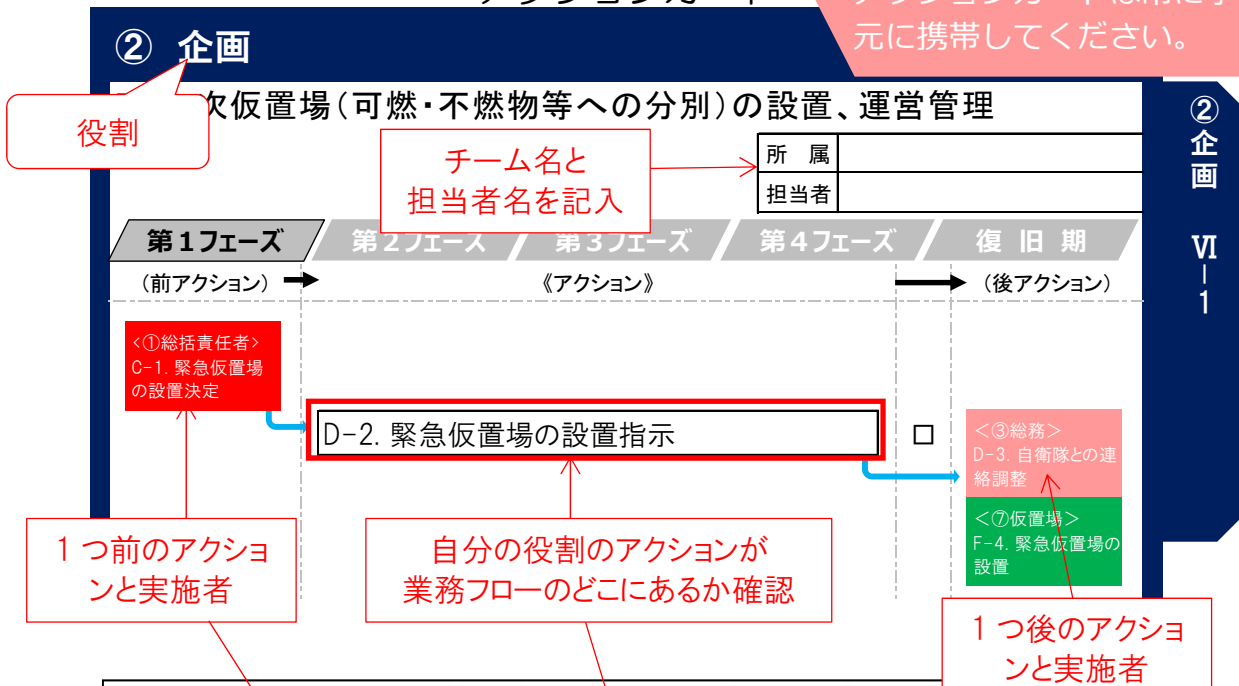 ② 企画
元に携帯してください。
役割
次仮置場(可燃・不燃物等への分別)の設置、運営管理
チーム名と
担当者名を記入
所 属
担当者
第1フェーズ
第2フェーズ
第3フェーズ
第4フェーズ
復 旧 期
(前アクション)
《アクション》
(後アクション)
<①総括責任者>
C-1. 緊急仮置場
の設置決定
D-2. 緊急仮置場の設置指示
□
<③総務>
D-3. 自衛隊との連
絡調整
<⑦仮置場>
F-4. 緊急仮置場の
設置
1つ前のアクショ
ンと実施者
自分の役割のアクションが
業務フローのどこにあるか確認
1つ後のアクショ
ンと実施者
②企画 Ⅵ-1